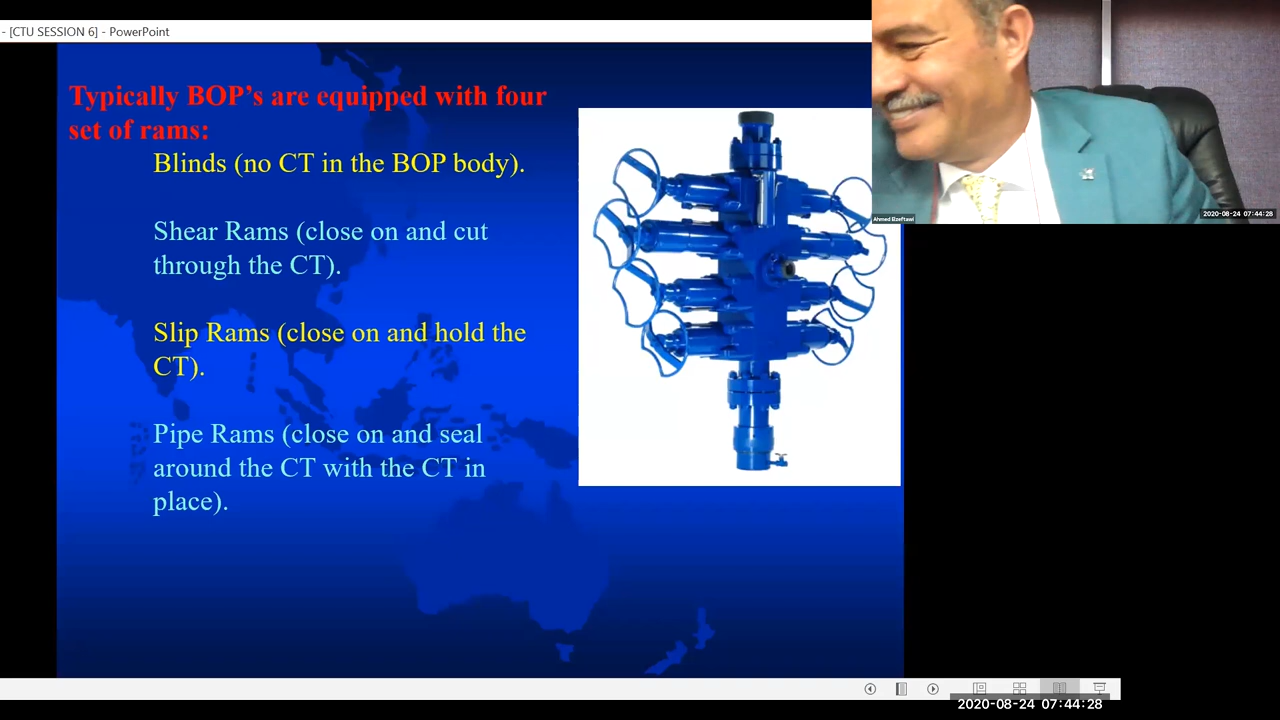 - [CTU SESSION 6] - PowerPoint
Typically BOP's are equipped with four
set of rams:
Blinds (no CT in the BOP body).
Shear Rams (close on and cut
through the CT).
Slip Rams (close on and hold the
CT).
Pipe Rams (close on and seal
around the CT with the CT in
place).
Ahmed Elzeftawi
2020-08-24 07:44:28
2020-08-24 07:44:28